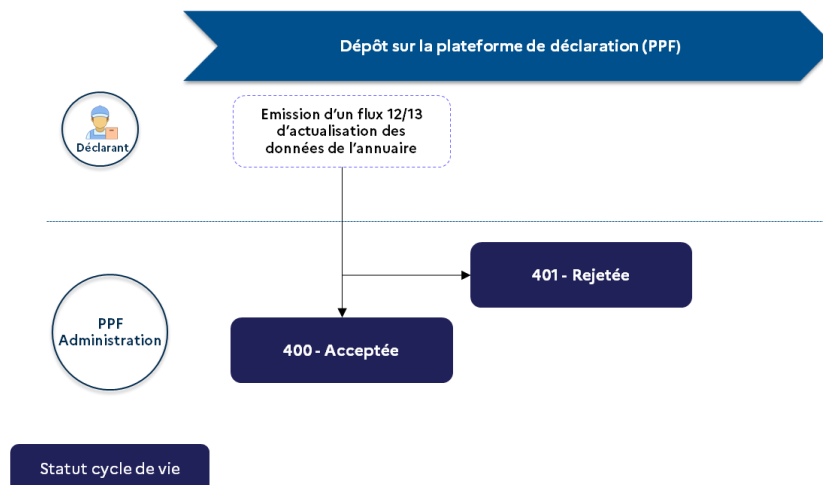 Dépôt sur la plateforme de déclaration (PPF)
Emission d'un flux 12/13
d'actualisation des
données de l'annuaire
Déclarant
401 - Rejetée
PPF
Administration
400 - Acceptée
Statut cycle de vie